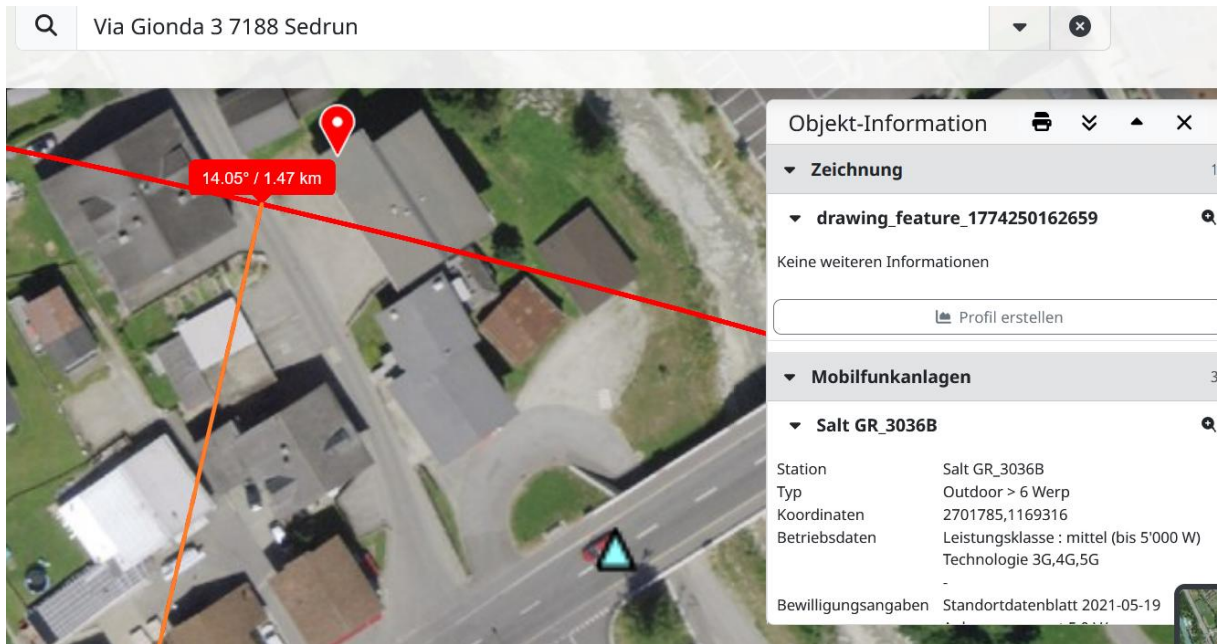 Via Gionda 3 7188 Sedrun
14.05° / 1.47 km
Objekt-Information
Zeichnung 1
drawing_feature_1774250162659
Keine weiteren Informationen
Profil erstellen
Mobilfunkanlagen 3
Salt GR_3036B
Station Salt GR_3036B
Typ Outdoor > 6 Werp
Koordinaten 2701785,1169316
Betriebsdaten Leistungsklasse : mittel (bis 5'000 W)
Technologie 3G,4G,5G
-
Bewilligungsangaben Standortdatenblatt 2021-05-19